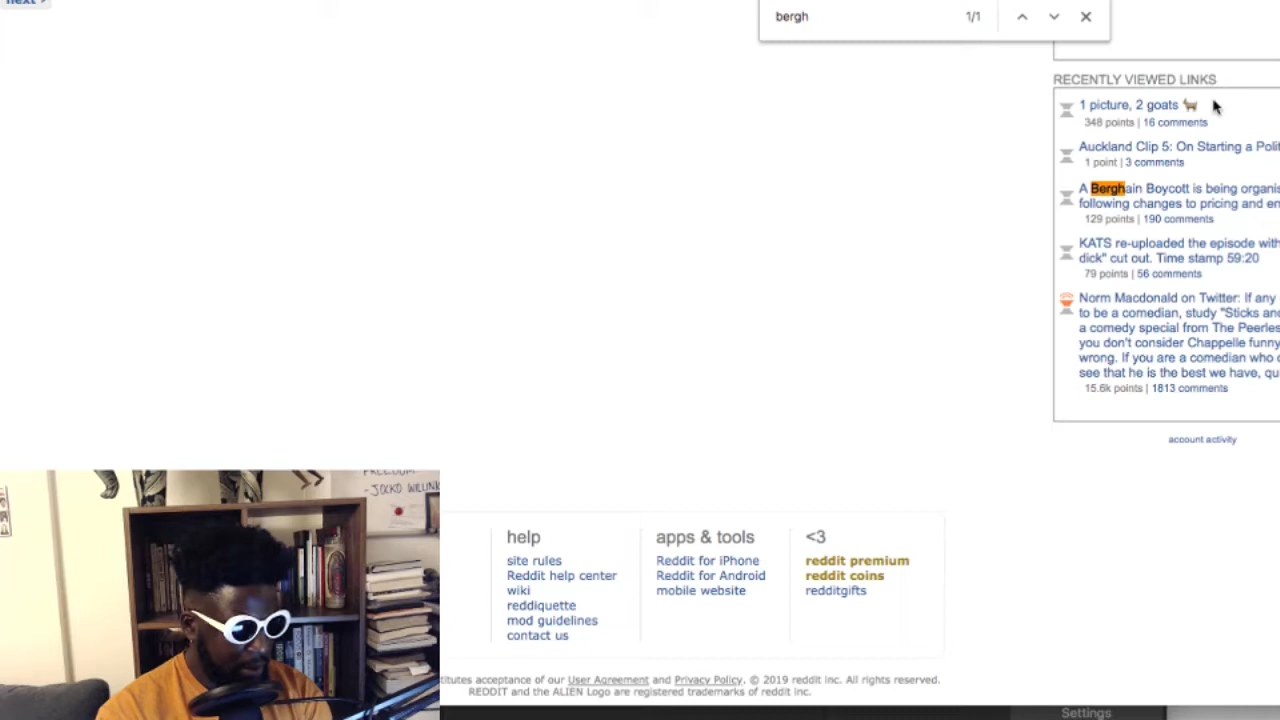 next >
bergh
1/1
RECENTLY VIEWED LINKS
1 picture, 2 goats 🐐
348 points | 16 comments
Auckland Clip 5: On Starting a Polit
1 point | 3 comments
A Berghain Boycott is being organis
following changes to pricing and en
129 points | 190 comments
KATS re-uploaded the episode with
dick" cut out. Time stamp 59:20
79 points | 56 comments
Norm Macdonald on Twitter: If any
to be a comedian, study "Sticks and
a comedy special from The Peerles
you don't consider Chappelle funny
wrong. If you are a comedian who c
see that he is the best we have, qu
15.6k points | 1813 comments
account activity
FREEDOM
- JOCKO WILLINK
help
site rules
Reddit help center
wiki
reddiquette
mod guidelines
contact us
apps & tools
Reddit for iPhone
Reddit for Android
mobile website
<3
reddit premium
reddit coins
redditgifts
titutes acceptance of our User Agreement and Privacy Policy. © 2019 reddit inc. All rights reserved.
REDDIT and the ALIEN Logo are registered trademarks of reddit inc.
Settings